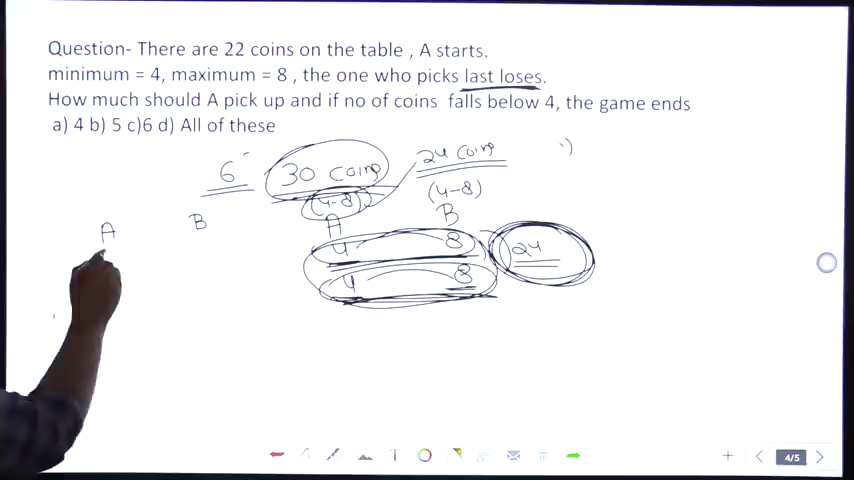 Question- There are 22 coins on the table , A starts.
minimum = 4, maximum = 8 , the one who picks last loses.
How much should A pick up and if no of coins falls below 4, the game ends
a) 4 b) 5 c)6 d) All of these
6 30 coins 24 coins
(4-8) (4-8)
A B A B
4 8 24
4 8
4/5